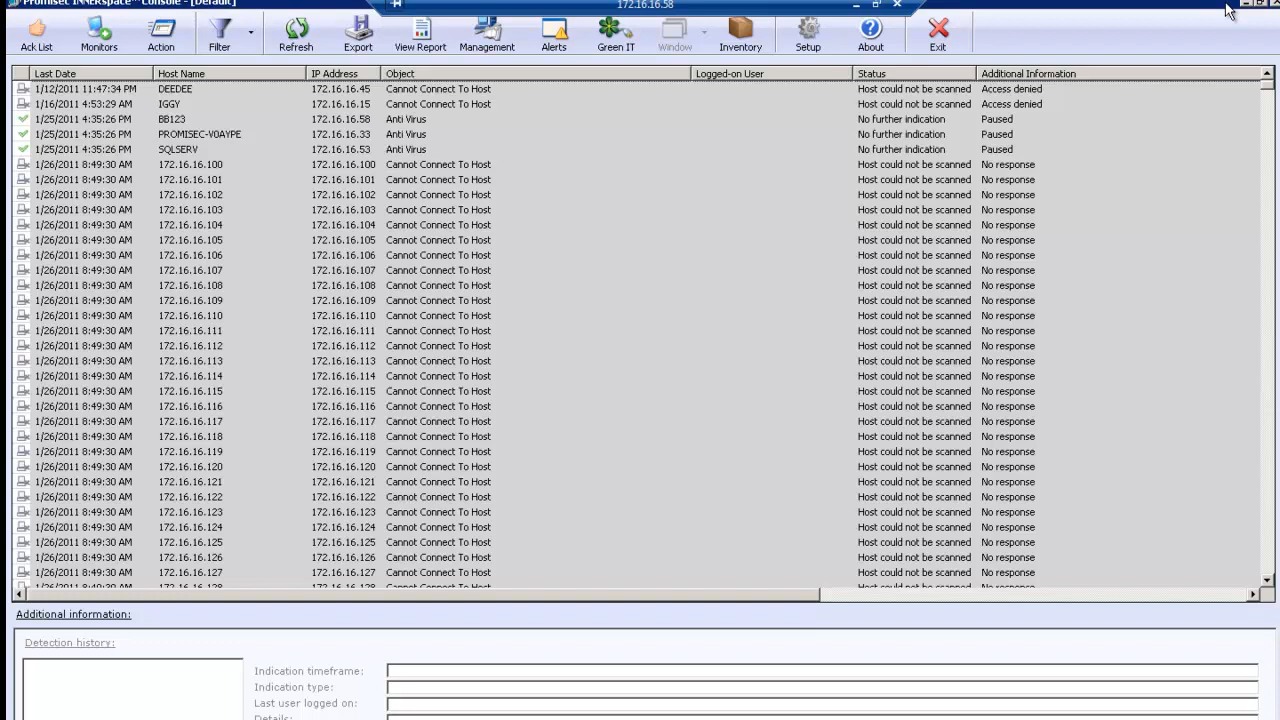 Promisec INNERspace™ Console - [Default]
172.16.16.58
Ack List Monitors Action Filter Refresh Export View Report Management Alerts Green IT Window Inventory Setup About Exit
Last Date Host Name IP Address Object Logged-on User Status Additional Information
1/12/2011 11:47:34 PM DEEDEE 172.16.16.45 Cannot Connect To Host Host could not be scanned Access denied
1/16/2011 4:53:29 AM IGGY 172.16.16.15 Cannot Connect To Host Host could not be scanned Access denied
1/25/2011 4:35:26 PM BB123 172.16.16.58 Anti Virus No further indication Paused
1/25/2011 4:35:26 PM PROMISEC-V0AYPE 172.16.16.33 Anti Virus No further indication Paused
1/25/2011 4:35:26 PM SQLSERV 172.16.16.53 Anti Virus No further indication Paused
1/26/2011 8:49:30 AM 172.16.16.100 172.16.16.100 Cannot Connect To Host Host could not be scanned No response
1/26/2011 8:49:30 AM 172.16.16.101 172.16.16.101 Cannot Connect To Host Host could not be scanned No response
1/26/2011 8:49:30 AM 172.16.16.102 172.16.16.102 Cannot Connect To Host Host could not be scanned No response
1/26/2011 8:49:30 AM 172.16.16.103 172.16.16.103 Cannot Connect To Host Host could not be scanned No response
1/26/2011 8:49:30 AM 172.16.16.104 172.16.16.104 Cannot Connect To Host Host could not be scanned No response
1/26/2011 8:49:30 AM 172.16.16.105 172.16.16.105 Cannot Connect To Host Host could not be scanned No response
1/26/2011 8:49:30 AM 172.16.16.106 172.16.16.106 Cannot Connect To Host Host could not be scanned No response
1/26/2011 8:49:30 AM 172.16.16.107 172.16.16.107 Cannot Connect To Host Host could not be scanned No response
1/26/2011 8:49:30 AM 172.16.16.108 172.16.16.108 Cannot Connect To Host Host could not be scanned No response
1/26/2011 8:49:30 AM 172.16.16.109 172.16.16.109 Cannot Connect To Host Host could not be scanned No response
1/26/2011 8:49:30 AM 172.16.16.110 172.16.16.110 Cannot Connect To Host Host could not be scanned No response
1/26/2011 8:49:30 AM 172.16.16.111 172.16.16.111 Cannot Connect To Host Host could not be scanned No response
1/26/2011 8:49:30 AM 172.16.16.112 172.16.16.112 Cannot Connect To Host Host could not be scanned No response
1/26/2011 8:49:30 AM 172.16.16.113 172.16.16.113 Cannot Connect To Host Host could not be scanned No response
1/26/2011 8:49:30 AM 172.16.16.114 172.16.16.114 Cannot Connect To Host Host could not be scanned No response
1/26/2011 8:49:30 AM 172.16.16.115 172.16.16.115 Cannot Connect To Host Host could not be scanned No response
1/26/2011 8:49:30 AM 172.16.16.116 172.16.16.116 Cannot Connect To Host Host could not be scanned No response
1/26/2011 8:49:30 AM 172.16.16.117 172.16.16.117 Cannot Connect To Host Host could not be scanned No response
1/26/2011 8:49:30 AM 172.16.16.118 172.16.16.118 Cannot Connect To Host Host could not be scanned No response
1/26/2011 8:49:30 AM 172.16.16.119 172.16.16.119 Cannot Connect To Host Host could not be scanned No response
1/26/2011 8:49:30 AM 172.16.16.120 172.16.16.120 Cannot Connect To Host Host could not be scanned No response
1/26/2011 8:49:30 AM 172.16.16.121 172.16.16.121 Cannot Connect To Host Host could not be scanned No response
1/26/2011 8:49:30 AM 172.16.16.122 172.16.16.122 Cannot Connect To Host Host could not be scanned No response
1/26/2011 8:49:30 AM 172.16.16.123 172.16.16.123 Cannot Connect To Host Host could not be scanned No response
1/26/2011 8:49:30 AM 172.16.16.124 172.16.16.124 Cannot Connect To Host Host could not be scanned No response
1/26/2011 8:49:30 AM 172.16.16.125 172.16.16.125 Cannot Connect To Host Host could not be scanned No response
1/26/2011 8:49:30 AM 172.16.16.126 172.16.16.126 Cannot Connect To Host Host could not be scanned No response
1/26/2011 8:49:30 AM 172.16.16.127 172.16.16.127 Cannot Connect To Host Host could not be scanned No response
1/26/2011 8:49:30 AM 172.16.16.128 172.16.16.128 Cannot Connect To Host Host could not be scanned No response
Additional information:
Detection history:
Indication timeframe:
Indication type:
Last user logged on:
Details: